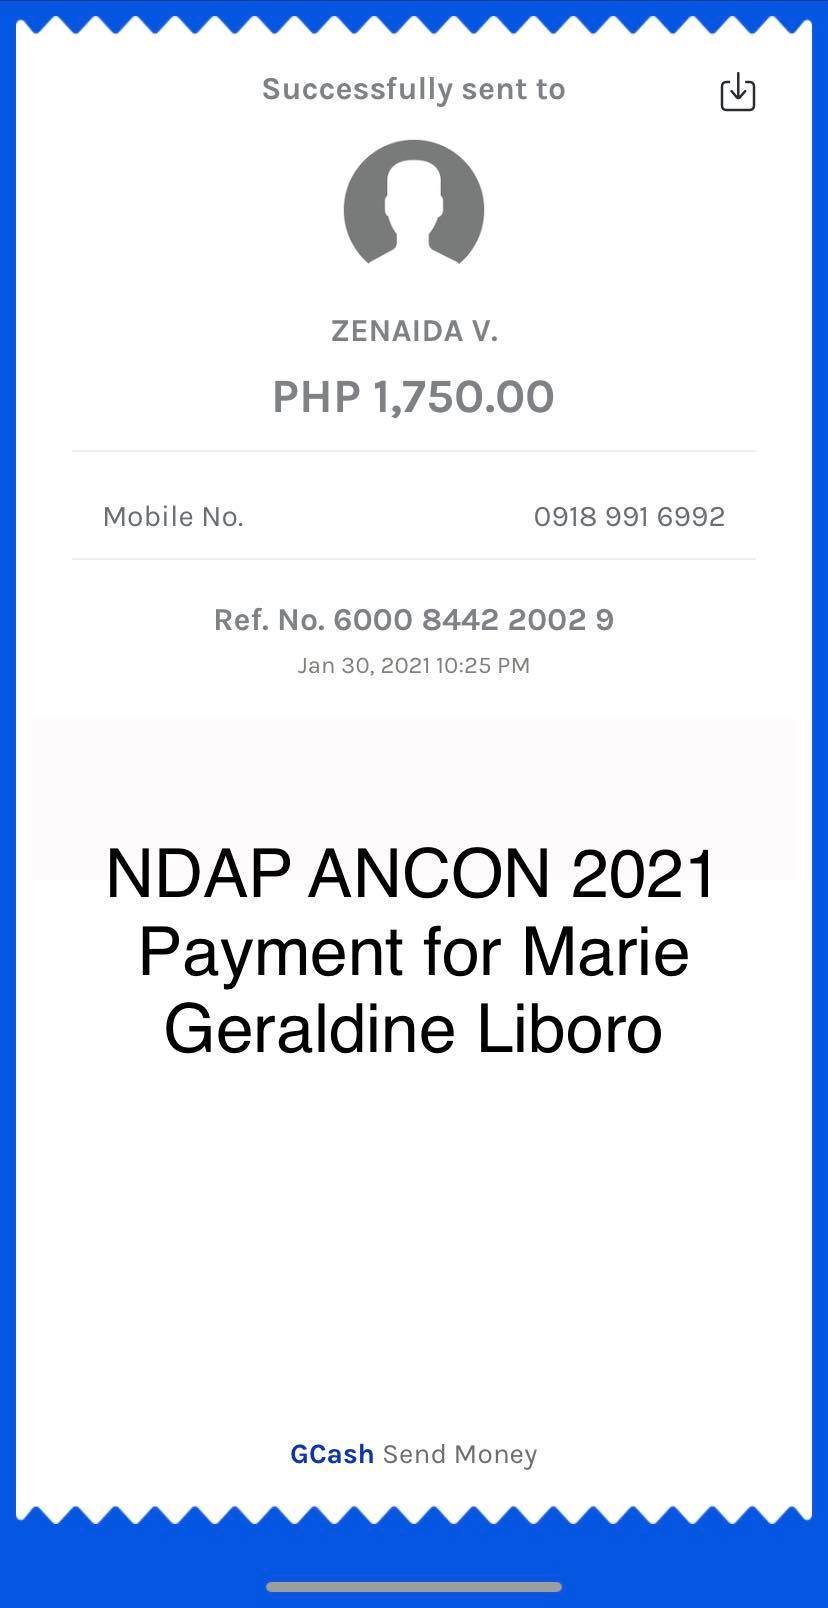 Successfully sent to
ZENAIDA V.
PHP 1,750.00
Mobile No. 0918 991 6992
Ref. No. 6000 8442 2002 9
Jan 30, 2021 10:25 PM
NDAP ANCON 2021
Payment for Marie
Geraldine Liboro
GCash Send Money